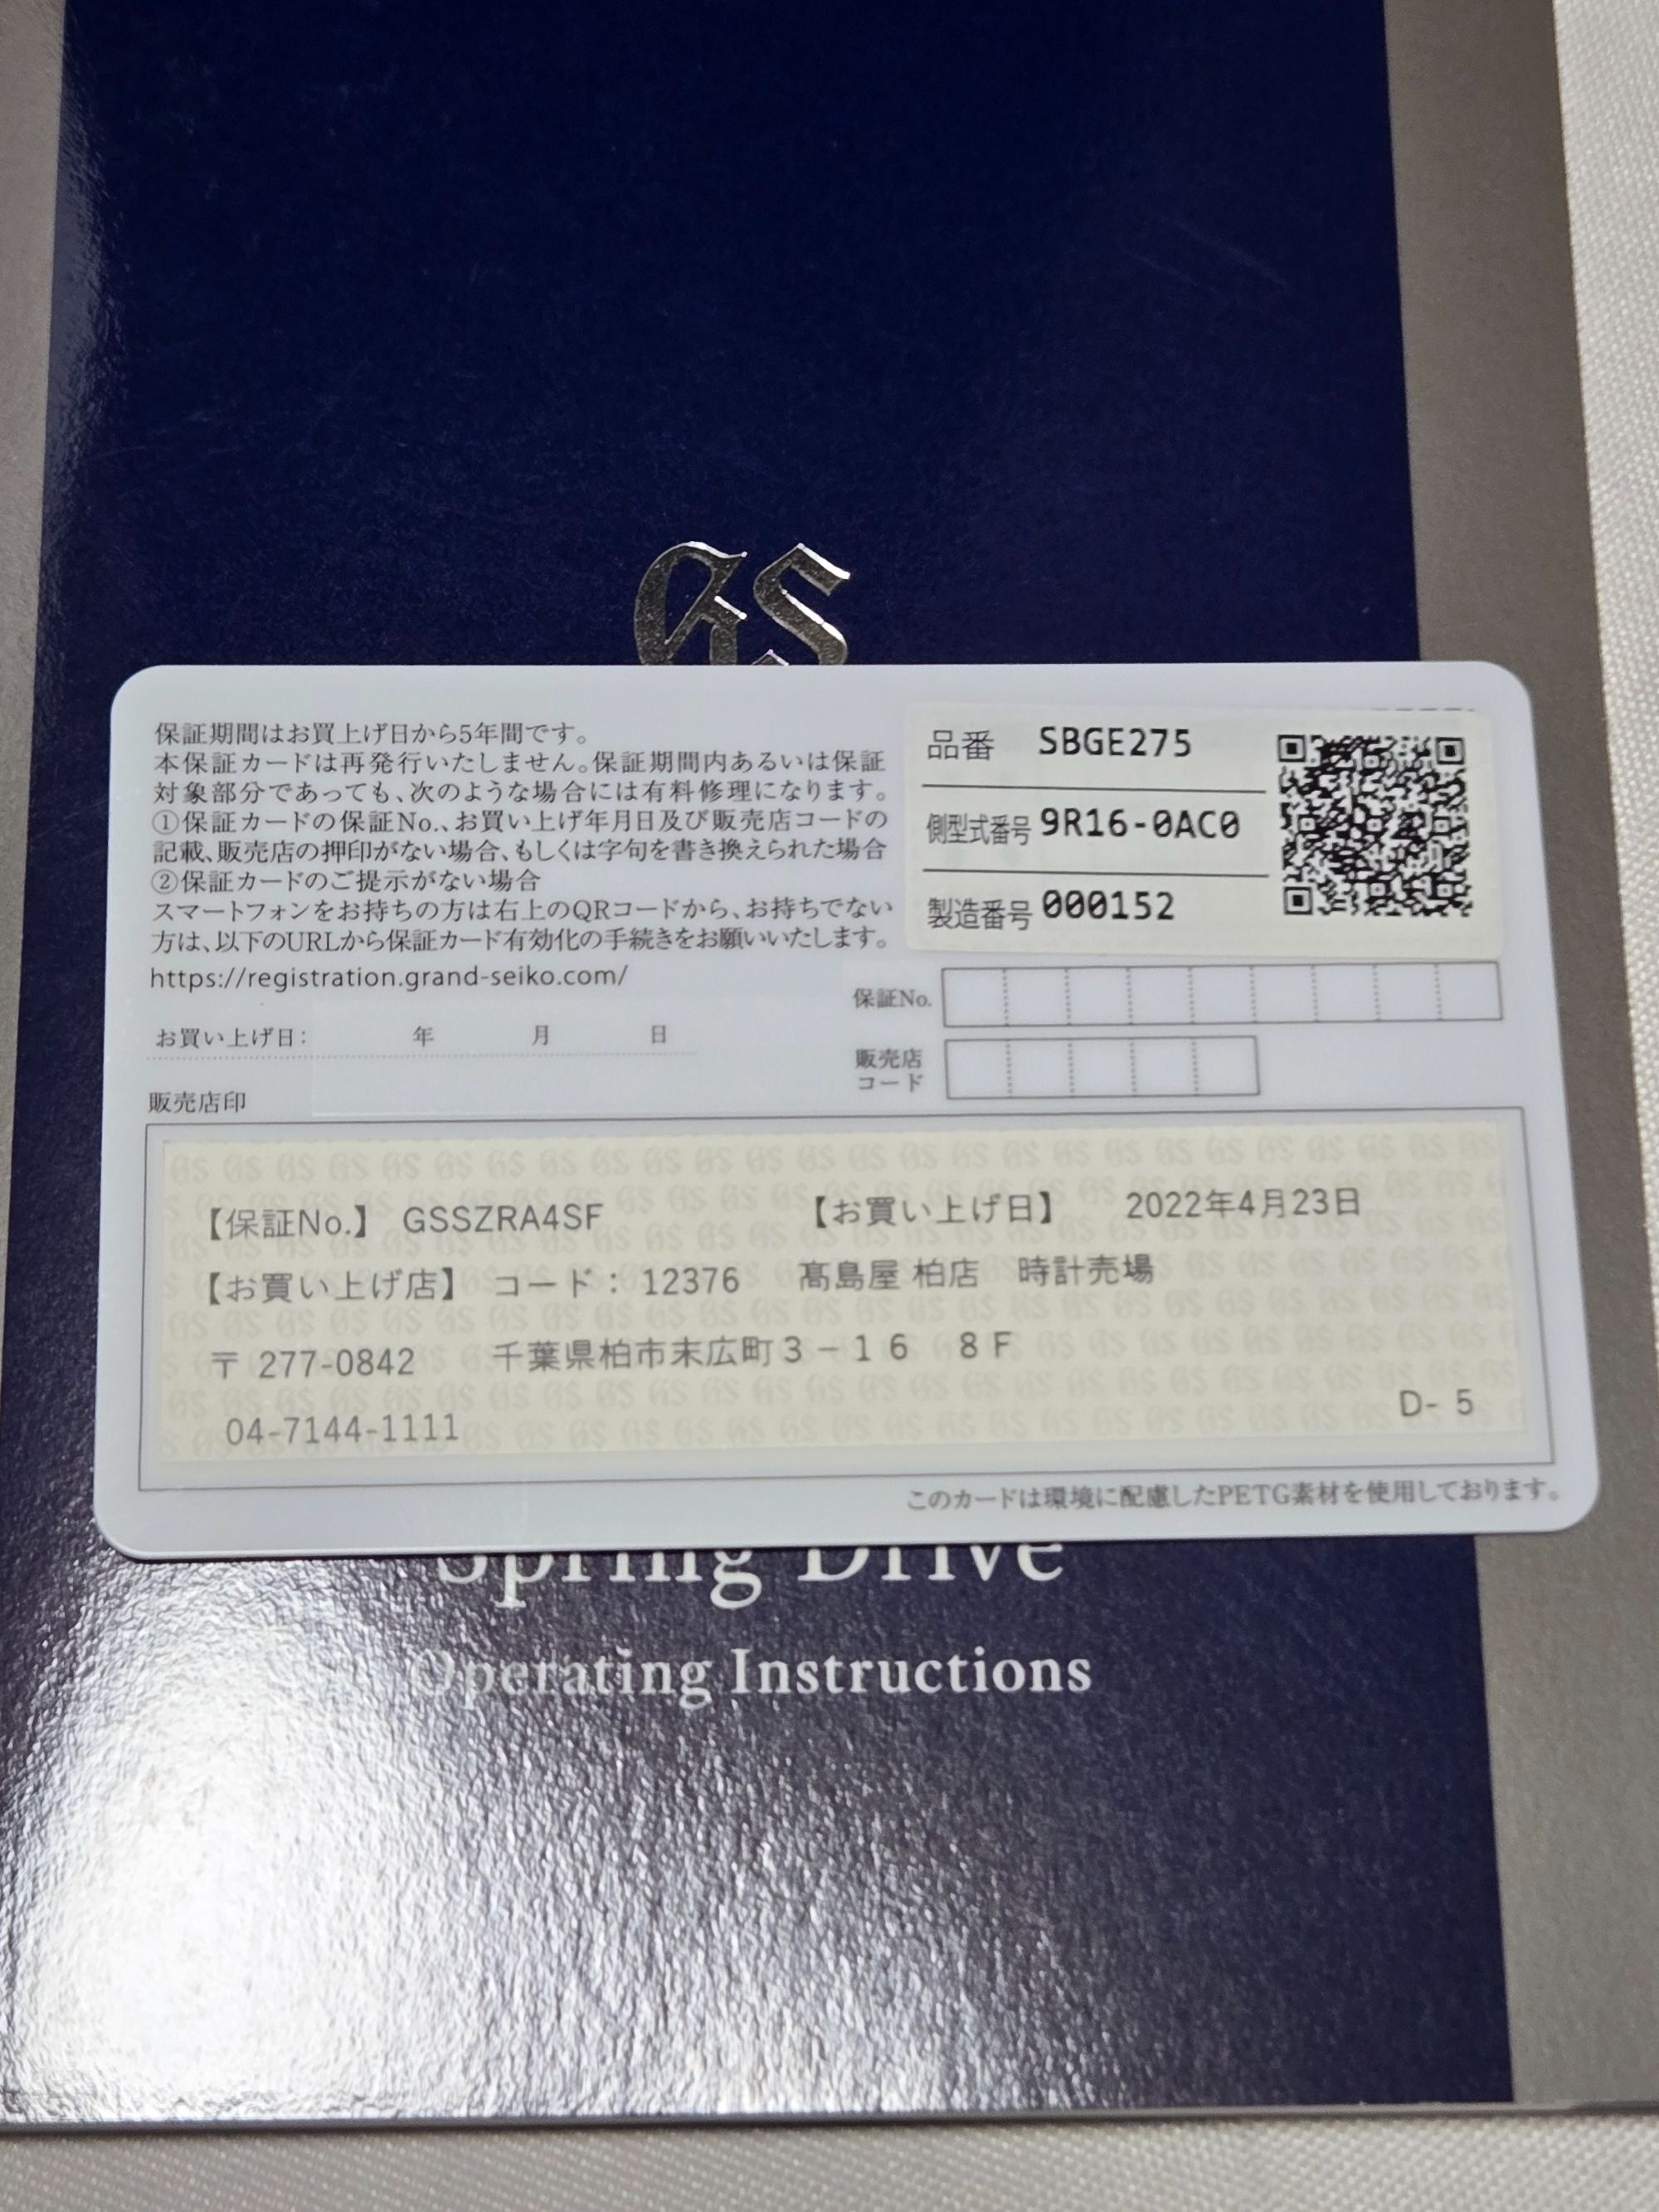 GS
保証期間はお買上げ日から5年間です。
本保証カードは再発行いたしません。保証期間内あるいは保証
対象部分であっても、次のような場合には有料修理になります。
①保証カードの保証No.、お買い上げ年月日及び販売店コードの
記載、販売店の押印がない場合、もしくは字句を書き換えられた場合
②保証カードのご提示がない場合
スマートフォンをお持ちの方は右上のQRコードから、お持ちでない
方は、以下のURLから保証カード有効化の手続きをお願いいたします。
https://registration.grand-seiko.com/
品番 SBGE275
側型式番号 9R16-0AC0
製造番号 000152
保証No.
お買い上げ日: 年 月 日
販売店
コード
販売店印
【保証No.】 GSSZRA4SF 【お買い上げ日】 2022年4月23日
【お買い上げ店】 コード： 12376 髙島屋 柏店 時計売場
〒 277-0842 千葉県柏市末広町３－１６ ８Ｆ
04-7144-1111 D- 5
このカードは環境に配慮したPETG素材を使用しております。
Spring Drive
Operating Instructions